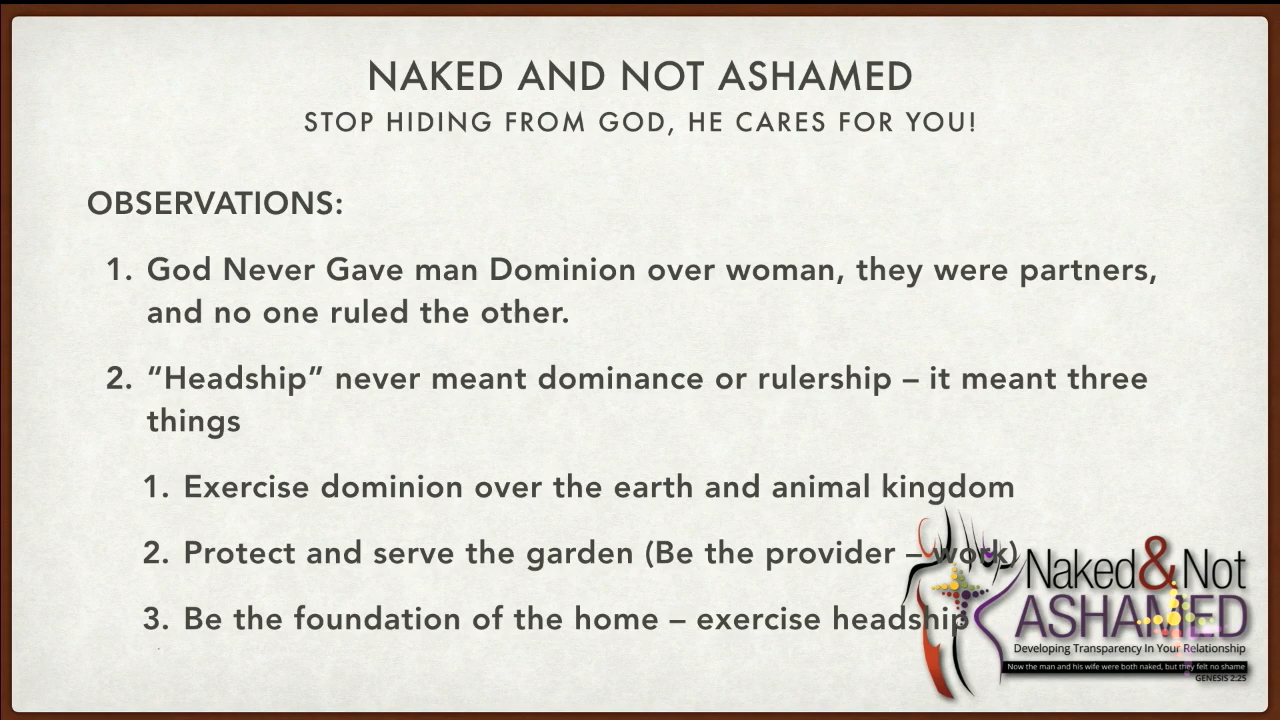 NAKED AND NOT ASHAMED
STOP HIDING FROM GOD, HE CARES FOR YOU!
OBSERVATIONS:
1. God Never Gave man Dominion over woman, they were partners,
and no one ruled the other.
2. “Headship” never meant dominance or rulership – it meant three
things
1. Exercise dominion over the earth and animal kingdom
2. Protect and serve the garden (Be the provider – work)
3. Be the foundation of the home – exercise headship
Naked & Not
ASHAMED
Developing Transparency In Your Relationship
Now the man and his wife were both naked, but they felt no shame
GENESIS 2:25